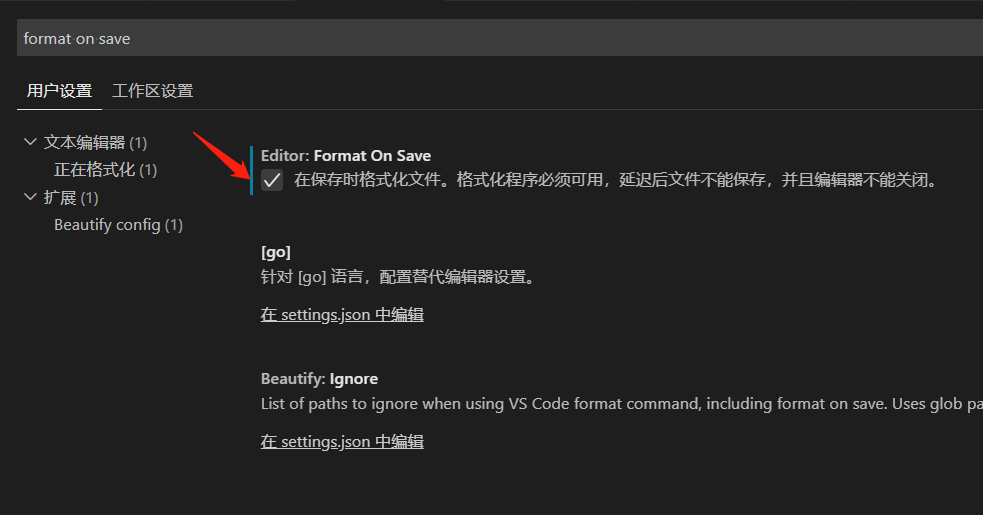 format on save
用户设置 工作区设置
文本编辑器 (1)
正在格式化 (1)
扩展 (1)
Beautify config (1)
Editor: Format On Save
在保存时格式化文件。格式化程序必须可用，延迟后文件不能保存，并且编辑器不能关闭。
[go]
针对 [go] 语言，配置替代编辑器设置。
在 settings.json 中编辑
Beautify: Ignore
List of paths to ignore when using VS Code format command, including format on save. Uses glob pa
在 settings.json 中编辑